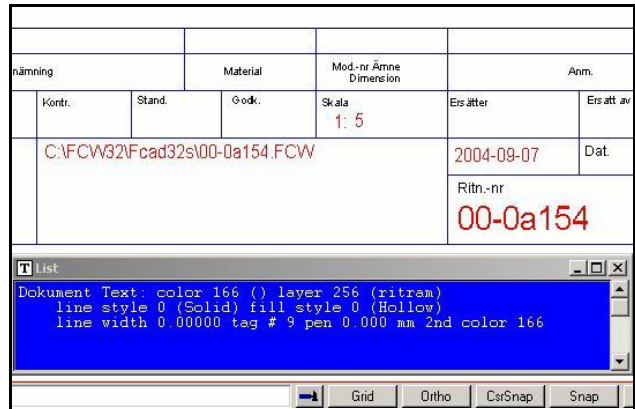 nämning Material Mod.-nr Ämne Dimension Anm.
Kontr. Stand. Godk. Skala Ersätter Ersatt av
1: 5
C:\FCW32\Fcad32s\00-0a154.FCW 2004-09-07 Dat.
Ritn.-nr
00-0a154
List
Dokument Text: color 166 () layer 256 (ritram)
line style 0 (Solid) fill style 0 (Hollow)
line width 0.00000 tag # 9 pen 0.000 mm 2nd color 166
Grid Ortho CsrSnap Snap